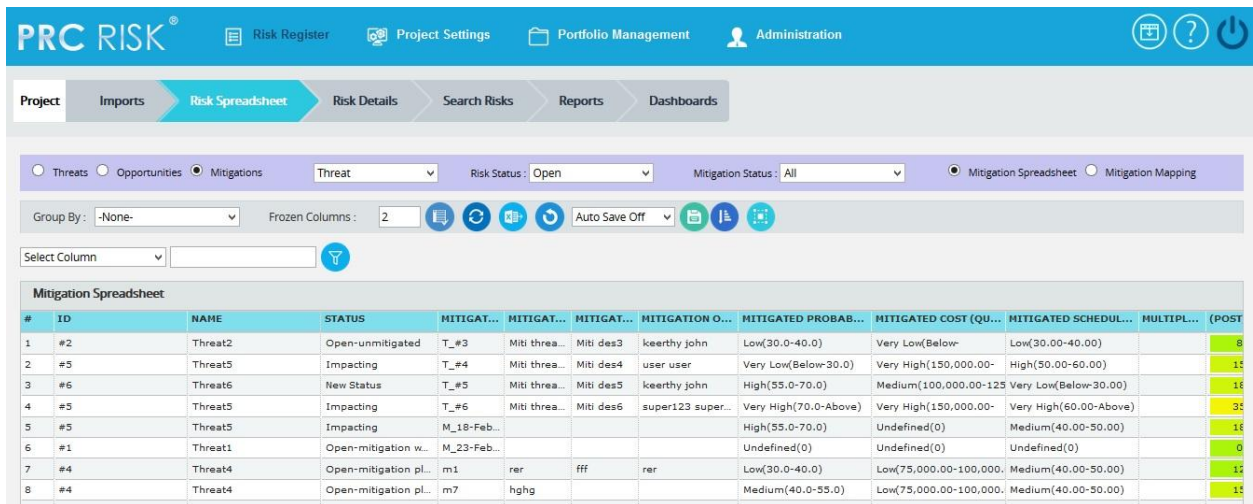 PRC RISK® Risk Register Project Settings Portfolio Management Administration
Project Imports Risk Spreadsheet Risk Details Search Risks Reports Dashboards
Threats Opportunities Mitigations Threat Risk Status : Open Mitigation Status : All Mitigation Spreadsheet Mitigation Mapping
Group By : -None- Frozen Columns : 2 Auto Save Off
Select Column
Mitigation Spreadsheet
# ID NAME STATUS MITIGAT... MITIGAT... MITIGAT... MITIGATION O... MITIGATED PROBAB... MITIGATED COST (QU... MITIGATED SCHEDUL... MULTIPL... (POST
1 #2 Threat2 Open-unmitigated T_#3 Miti threa... Miti des3 keerthy john Low(30.0-40.0) Very Low(Below- Low(30.00-40.00) 8
2 #5 Threat5 Impacting T_#4 Miti threa... Miti des4 user user Very Low(Below-30.0) Very High(150,000.00- High(50.00-60.00) 15
3 #6 Threat6 New Status T_#5 Miti threa... Miti des5 keerthy john High(55.0-70.0) Medium(100,000.00-125 Very Low(Below-30.00) 18
4 #5 Threat5 Impacting T_#6 Miti threa... Miti des6 super123 super... Very High(70.0-Above) Very High(150,000.00- Very High(60.00-Above) 35
5 #5 Threat5 Impacting M_18-Feb... High(55.0-70.0) Undefined(0) Medium(40.00-50.00) 18
6 #1 Threat1 Open-mitigation w... M_23-Feb... Undefined(0) Undefined(0) Undefined(0) 0
7 #4 Threat4 Open-mitigation pl... m1 rer fff rer Low(30.0-40.0) Low(75,000.00-100,000. Medium(40.00-50.00) 12
8 #4 Threat4 Open-mitigation pl... m7 hghg Medium(40.0-55.0) Low(75,000.00-100,000. Medium(40.00-50.00) 15